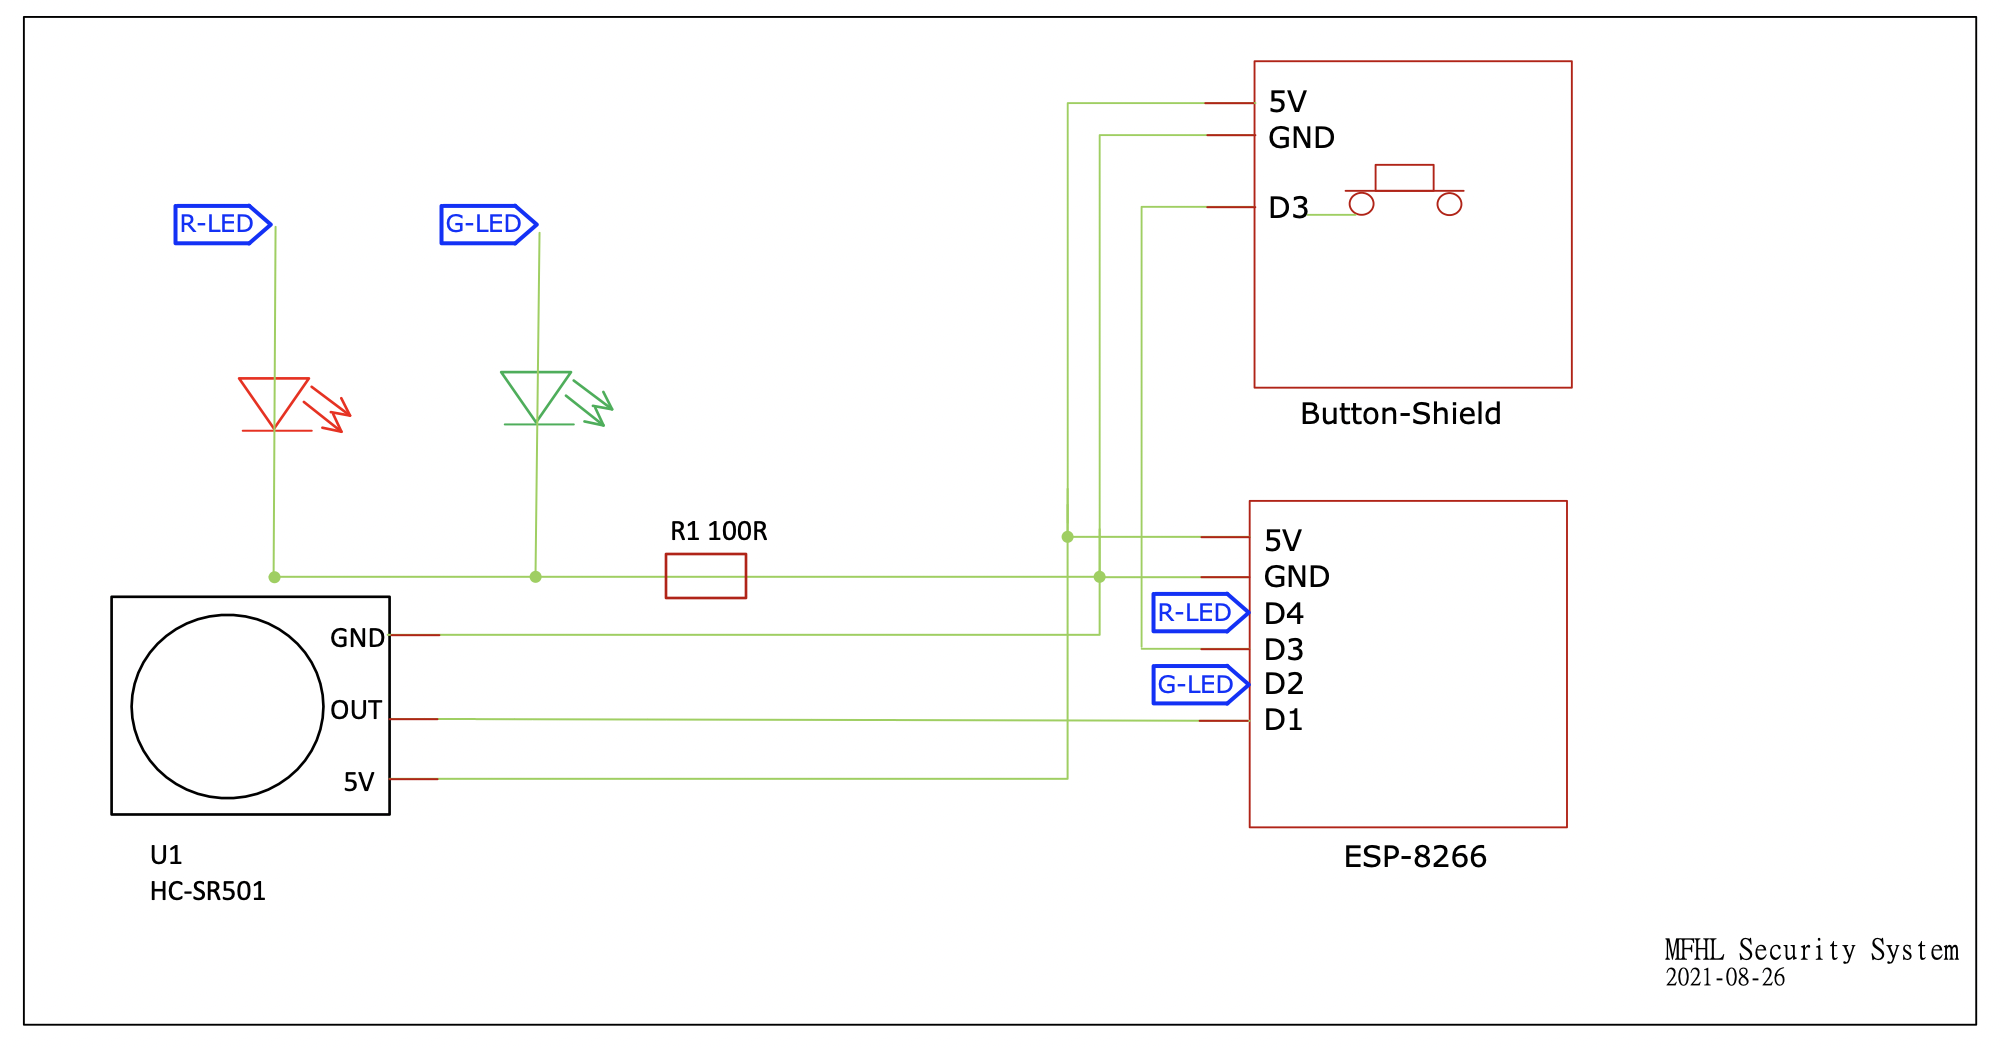 5V
GND
D3
Button-Shield
R-LED
G-LED
R1 100R
5V
GND
R-LED
D4
D3
G-LED
D2
D1
ESP-8266
GND
OUT
5V
U1
HC-SR501
MFHL Security System
2021-08-26